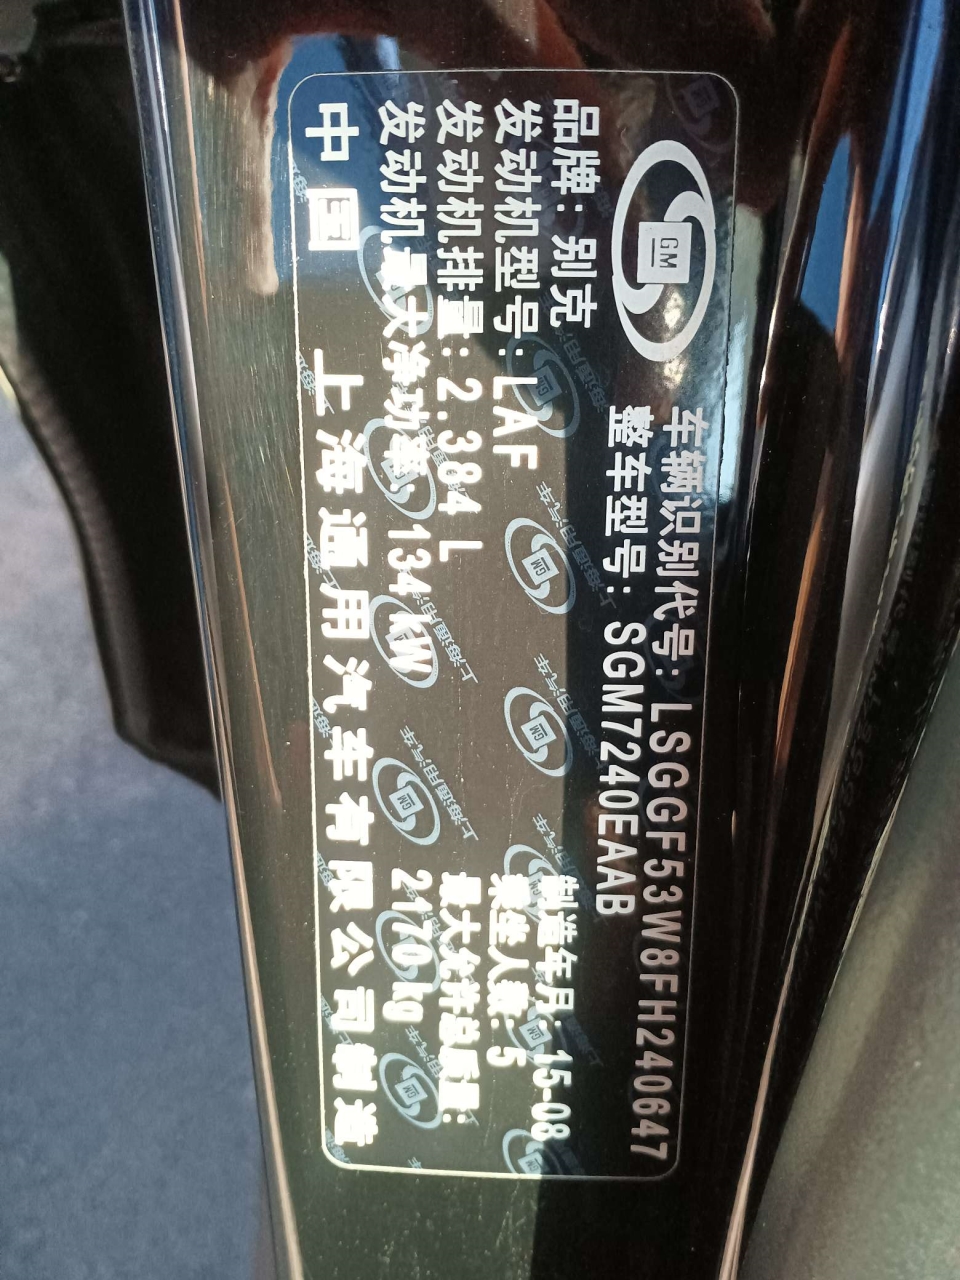 GM
车辆识别代号: LSGGF53W8FH240647
整车型号: SGM7240EAAB
品牌: 别克
制造年月: 15-08
发动机型号: LAF
乘坐人数: 5
发动机排量: 2.384 L
最大允许总质量:
发动机最大净功率: 134 kW
2170 kg
中国 上海通用汽车有限公司制造